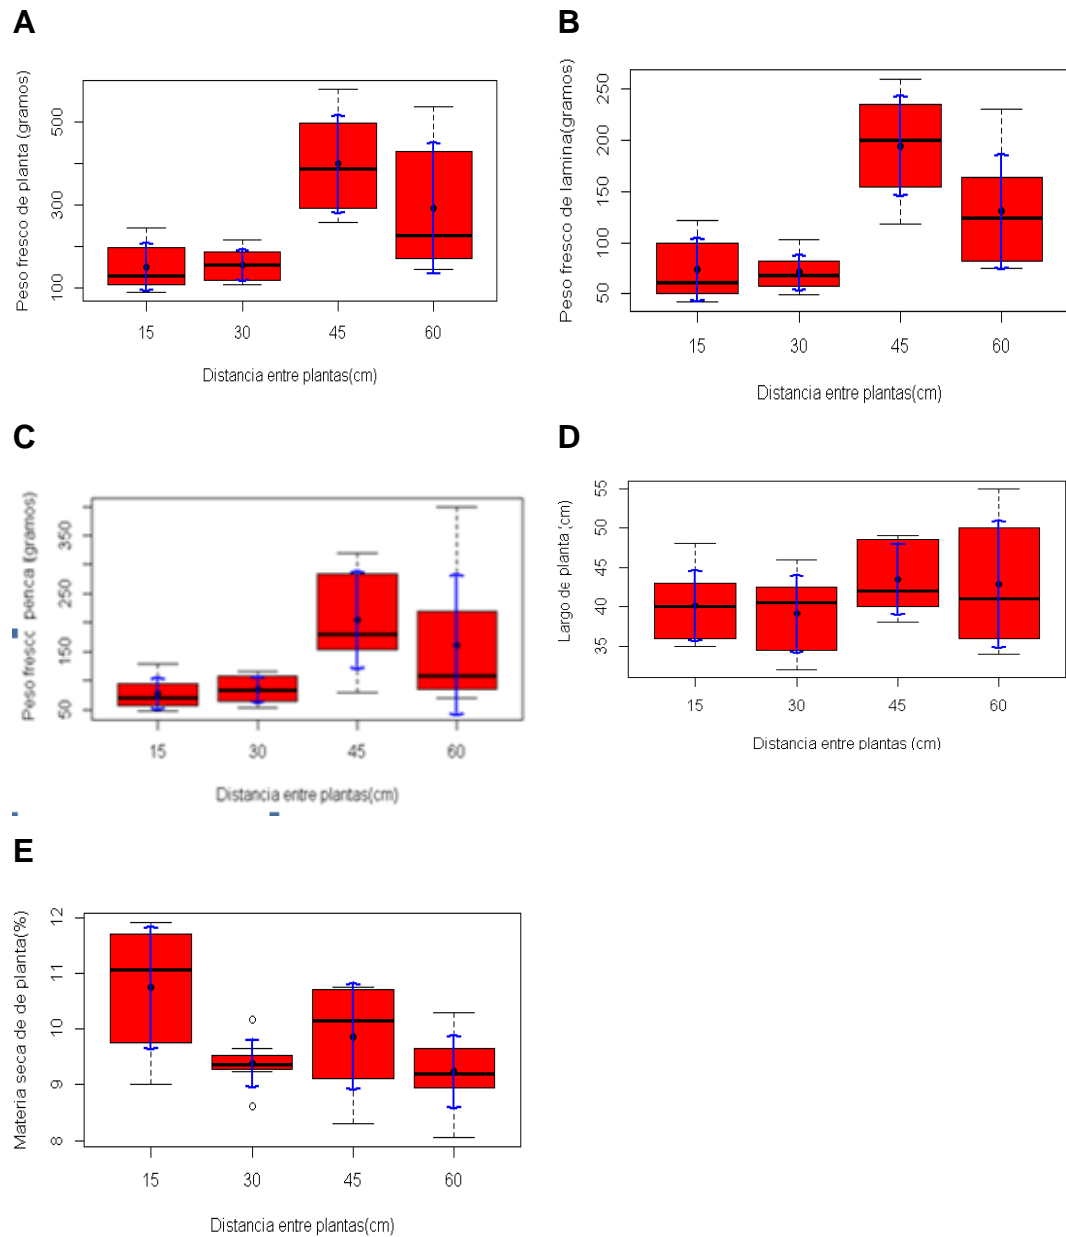 A
Peso fresco de planta (gramos)
500
300
100
15 30 45 60
Distancia entre plantas(cm)
B
Peso fresco de lamina(gramos)
250
200
150
100
50
15 30 45 60
Distancia entre plantas(cm)
C
Peso fresco penca (gramos)
350
250
150
50
15 30 45 60
Distancia entre plantas(cm)
D
Largo de planta (cm)
55
50
45
40
35
15 30 45 60
Distancia entre plantas (cm)
E
Materia seca de de planta(%)
12
11
10
9
8
15 30 45 60
Distancia entre plantas(cm)